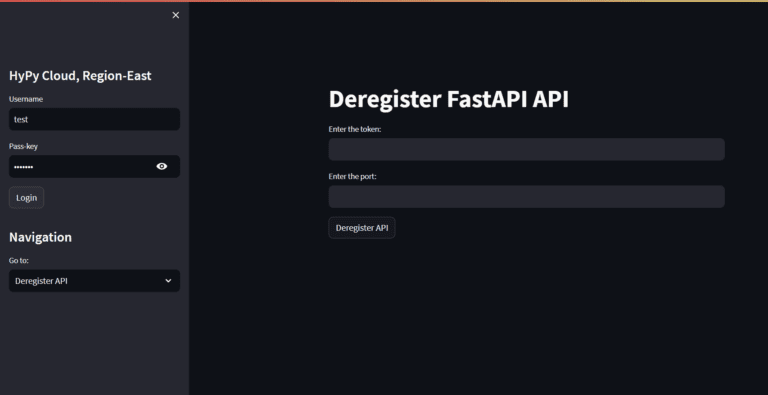 HyPy Cloud, Region-East
Username
test
Pass-key
•••••••
Login
Navigation
Go to:
Deregister API
Deregister FastAPI API
Enter the token:
Enter the port:
Deregister API